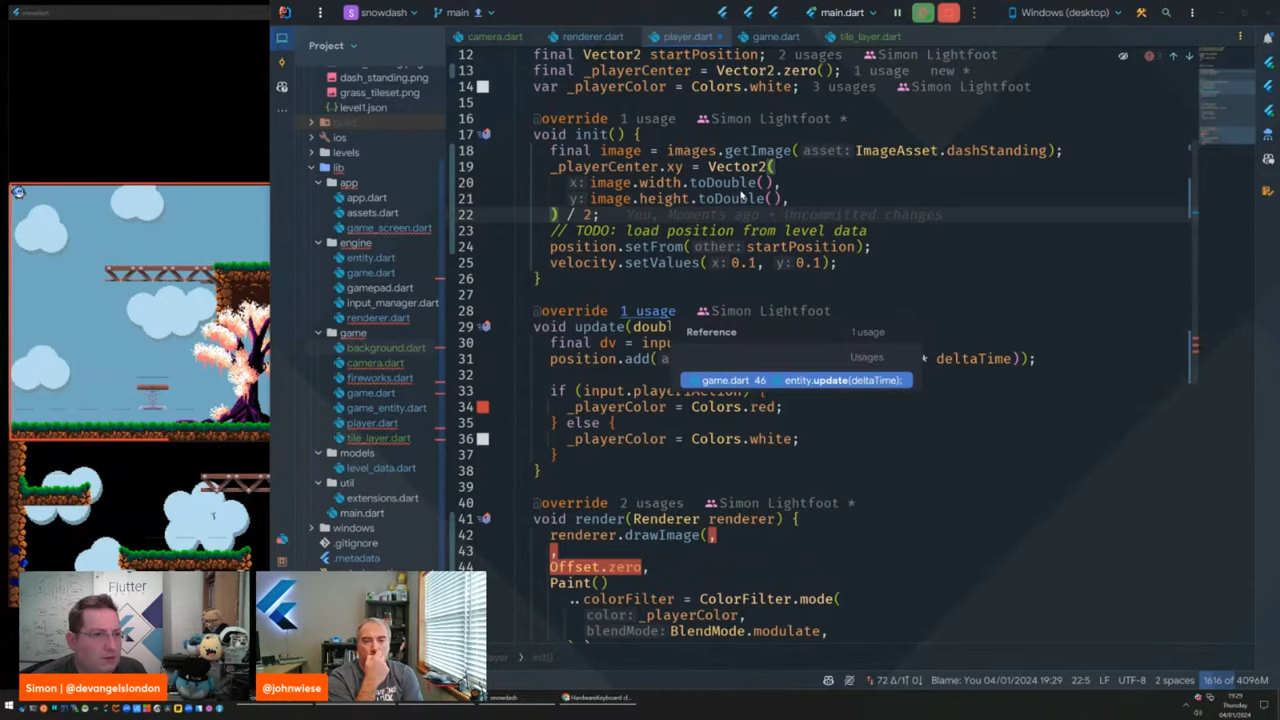 snowdash
snowdash
main
main.dart
Windows (desktop)
Project
camera.dart
renderer.dart
player.dart
game.dart
tile_layer.dart
dash_standing.png
grass_tileset.png
level1.json
build
ios
levels
lib
app
app.dart
assets.dart
game_screen.dart
engine
entity.dart
game.dart
gamepad.dart
input_manager.dart
renderer.dart
game
background.dart
camera.dart
fireworks.dart
game.dart
game_entity.dart
player.dart
tile_layer.dart
models
level_data.dart
util
extensions.dart
main.dart
windows
.gitignore
.metadata
12 final Vector2 startPosition; 2 usages Simon Lightfoot
13 final _playerCenter = Vector2.zero(); 1 usage new *
14 var _playerColor = Colors.white; 3 usages Simon Lightfoot
15
16 @override 1 usage Simon Lightfoot *
17 void init() {
18 final image = images.getImage( asset: ImageAsset.dashStanding);
19 _playerCenter.xy = Vector2(
20 x: image.width.toDouble(),
21 y: image.height.toDouble(),
22 ) / 2; You, Moments ago • Uncommitted changes
23 // TODO: load position from level data
24 position.setFrom( other: startPosition);
25 velocity.setValues( x: 0.1, y: 0.1);
26 }
27
28 @override 1 usage Simon Lightfoot
29 void update(doubl
30 final dv = inpu
31 position.add( a * deltaTime));
32
33 if (input.playerIAction) {
34 _playerColor = Colors.red;
35 } else {
36 _playerColor = Colors.white;
37 }
38 }
39
40 @override 2 usages Simon Lightfoot *
41 void render(Renderer renderer) {
42 renderer.drawImage(,
43 ,
44 Offset.zero,
Paint()
..colorFilter = ColorFilter.mode(
color: _playerColor,
blendMode: BlendMode.modulate,
Reference 1 usage
Usages
game.dart 46 entity.update(deltaTime);
Flutter
Simon | @devangelslondon
@johnwiese
layer
init()
72
Blame: You 04/01/2024 19:29 22:5 LF UTF-8 2 spaces 1616 of 4096M
snowdash
HardwareKeyboard c
19:29
Thursday
04/01/2024